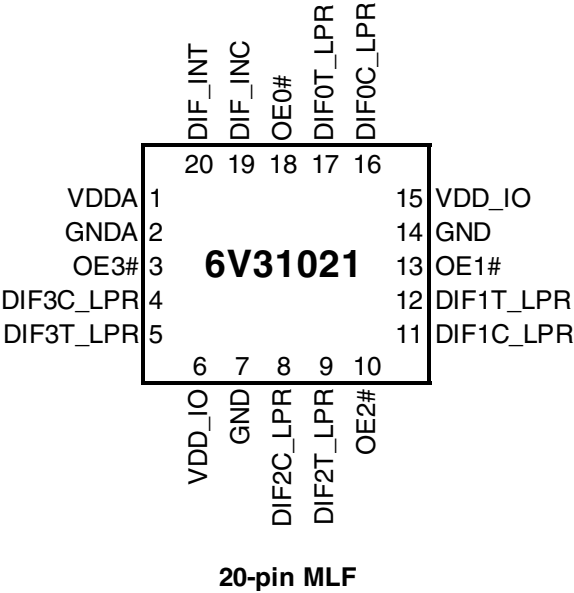 DIF_INT
DIF_INC
OE0#
DIF0T_LPR
DIF0C_LPR
20 19 18 17 16
VDDA 1
15 VDD_IO
GNDA 2
14 GND
OE3# 3
6V31021
13 OE1#
DIF3C_LPR 4
12 DIF1T_LPR
DIF3T_LPR 5
11 DIF1C_LPR
6 7 8 9 10
VDD_IO
GND
DIF2C_LPR
DIF2T_LPR
OE2#
20-pin MLF